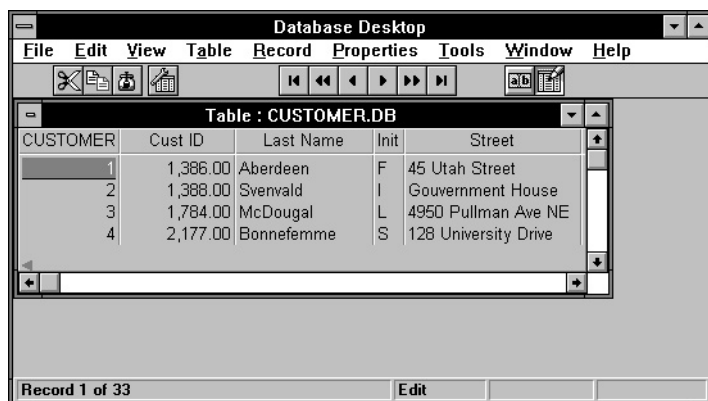 Database Desktop
File Edit View Table Record Properties Tools Window Help
a b
Table : CUSTOMER.DB
CUSTOMER Cust ID Last Name Init Street
1 1,386.00 Aberdeen F 45 Utah Street
2 1,388.00 Svenvald I Gouvernment House
3 1,784.00 McDougal L 4950 Pullman Ave NE
4 2,177.00 Bonnefemme S 128 University Drive
Record 1 of 33 Edit